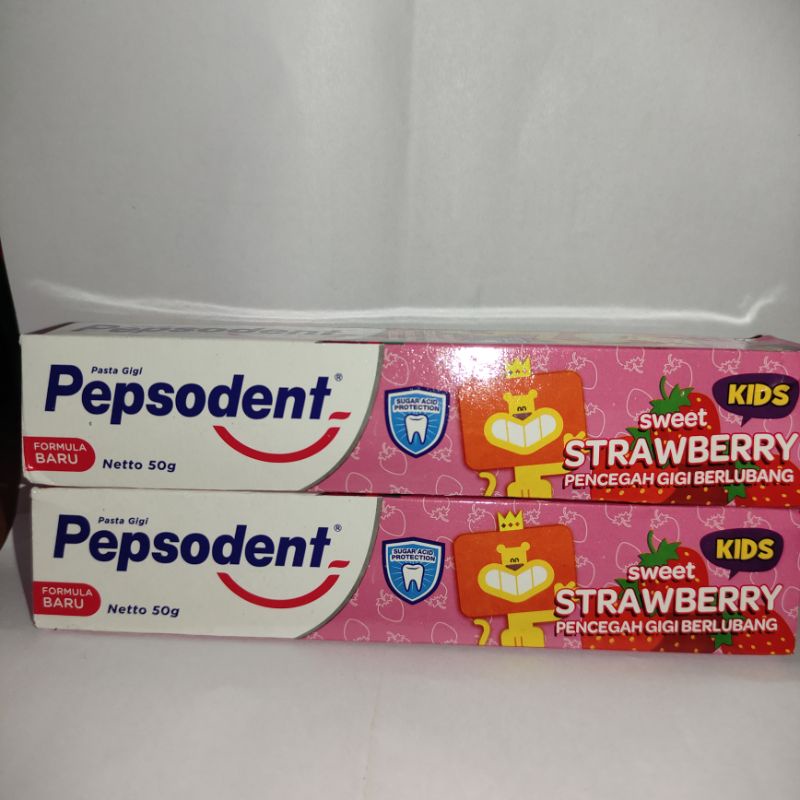 Pepsodent
Pasta Gigi
Pepsodent®
FORMULA
BARU
Netto 50g
SUGAR ACID
PROTECTION
KIDS
sweet
STRAWBERRY
PENCEGAH GIGI BERLUBANG
Pasta Gigi
Pepsodent®
FORMULA
BARU
Netto 50g
SUGAR ACID
PROTECTION
KIDS
sweet
STRAWBERRY
PENCEGAH GIGI BERLUBANG